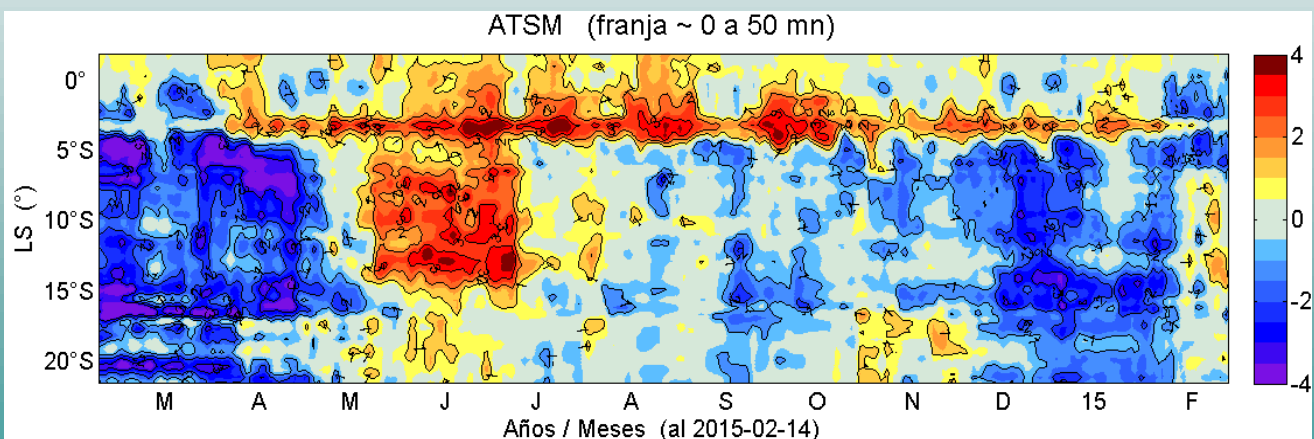 ATSM (franja ~ 0 a 50 mn)
0°
5°S
10°S
15°S
20°S
LS (°)
M A M J J A S O N D 15 F
Años / Meses (al 2015-02-14)
4
2
0
-2
-4